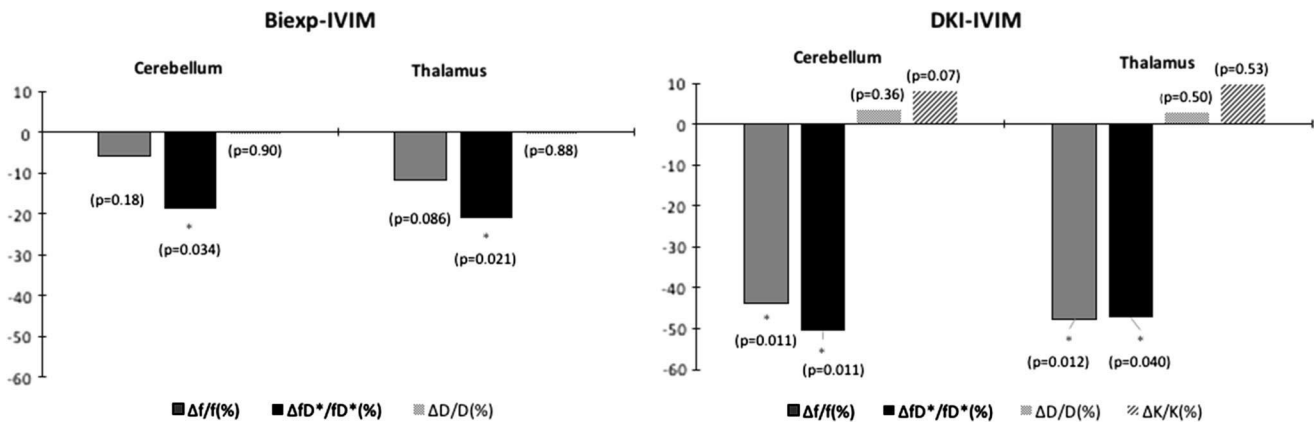 Biexp-IVIM
Cerebellum
Thalamus
10
0
-10
-20
-30
-40
-50
-60
(p=0.18)
*
(p=0.034)
(p=0.90)
(p=0.086)
*
(p=0.021)
(p=0.88)
Δf/f(%)
ΔfD*/fD*(%)
ΔD/D(%)
DKI-IVIM
Cerebellum
Thalamus
10
0
-10
-20
-30
-40
-50
-60
*
(p=0.011)
*
(p=0.011)
(p=0.36)
(p=0.07)
*
(p=0.012)
*
(p=0.040)
(p=0.50)
(p=0.53)
Δf/f(%)
ΔfD*/fD*(%)
ΔD/D(%)
ΔK/K(%)